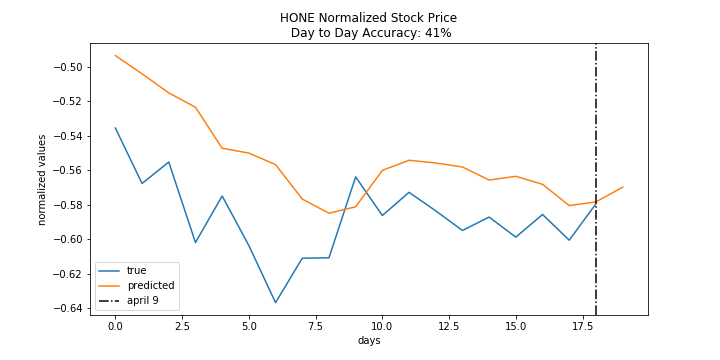 HONE Normalized Stock Price
Day to Day Accuracy: 41%
normalized values
−0.50
−0.52
−0.54
−0.56
−0.58
−0.60
−0.62
−0.64
true
predicted
april 9
0.0 2.5 5.0 7.5 10.0 12.5 15.0 17.5
days